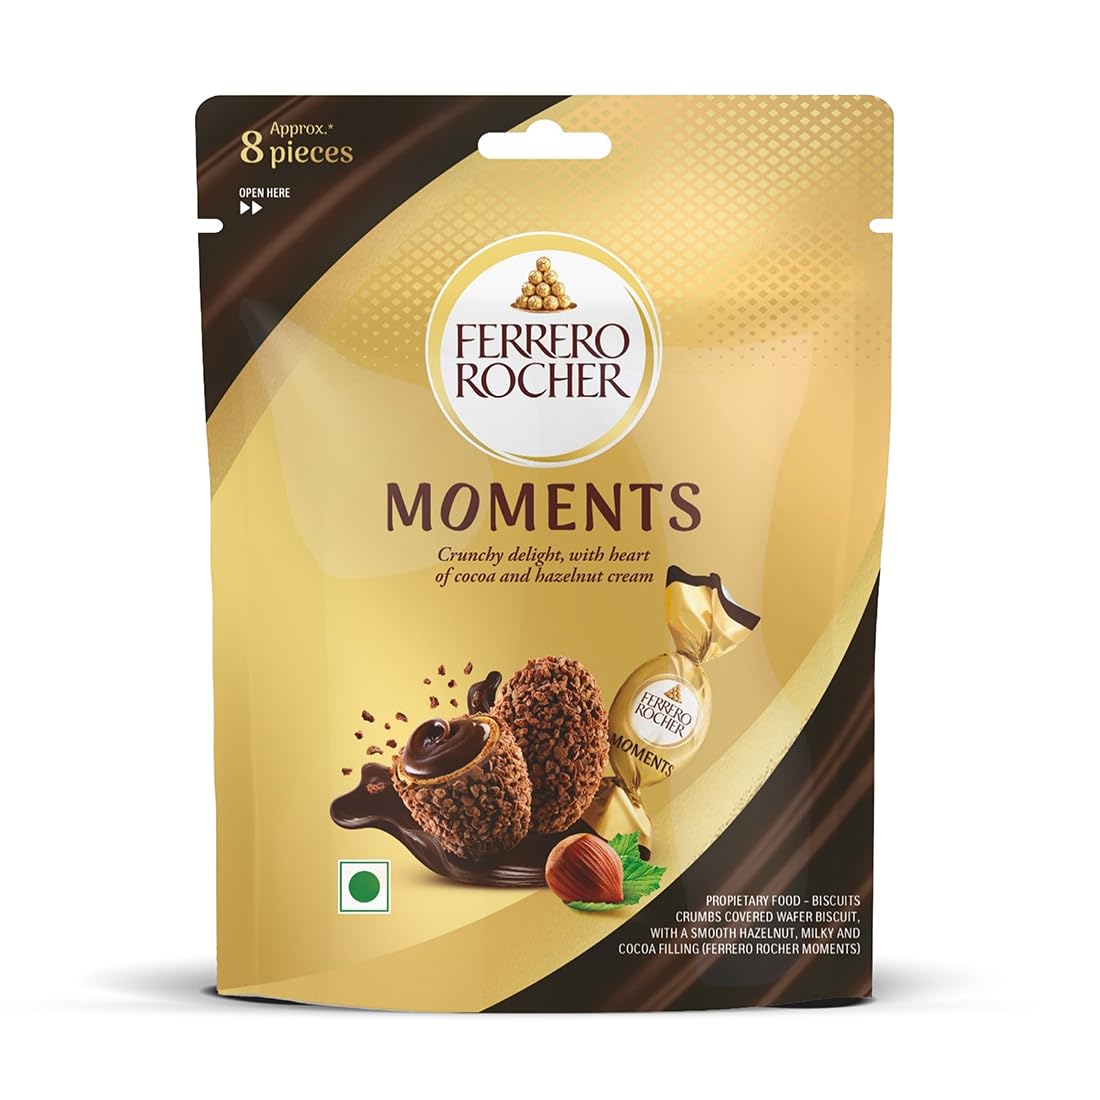 Approx.*
8 pieces
OPEN HERE
FERRERO
ROCHER
MOMENTS
Crunchy delight, with heart
of cocoa and hazelnut cream
FERRERO
ROCHER
MOMENTS
PROPIETARY FOOD - BISCUITS
CRUMBS COVERED WAFER BISCUIT,
WITH A SMOOTH HAZELNUT, MILKY AND
COCOA FILLING (FERRERO ROCHER MOMENTS)